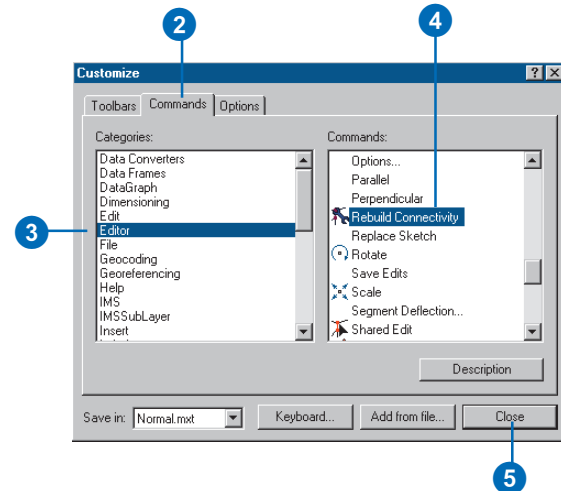 2
4
Customize
Toolbars Commands Options
Categories:
Data Converters
Data Frames
DataGraph
Dimensioning
Edit
Editor
File
Geocoding
Georeferencing
Help
IMS
IMSSubLayer
Insert
3
Commands:
Options...
Parallel
Perpendicular
Rebuild Connectivity
Replace Sketch
Rotate
Save Edits
Scale
Segment Deflection...
Shared Edit
Description
Save in: Normal.mxt Keyboard... Add from file... Close
5